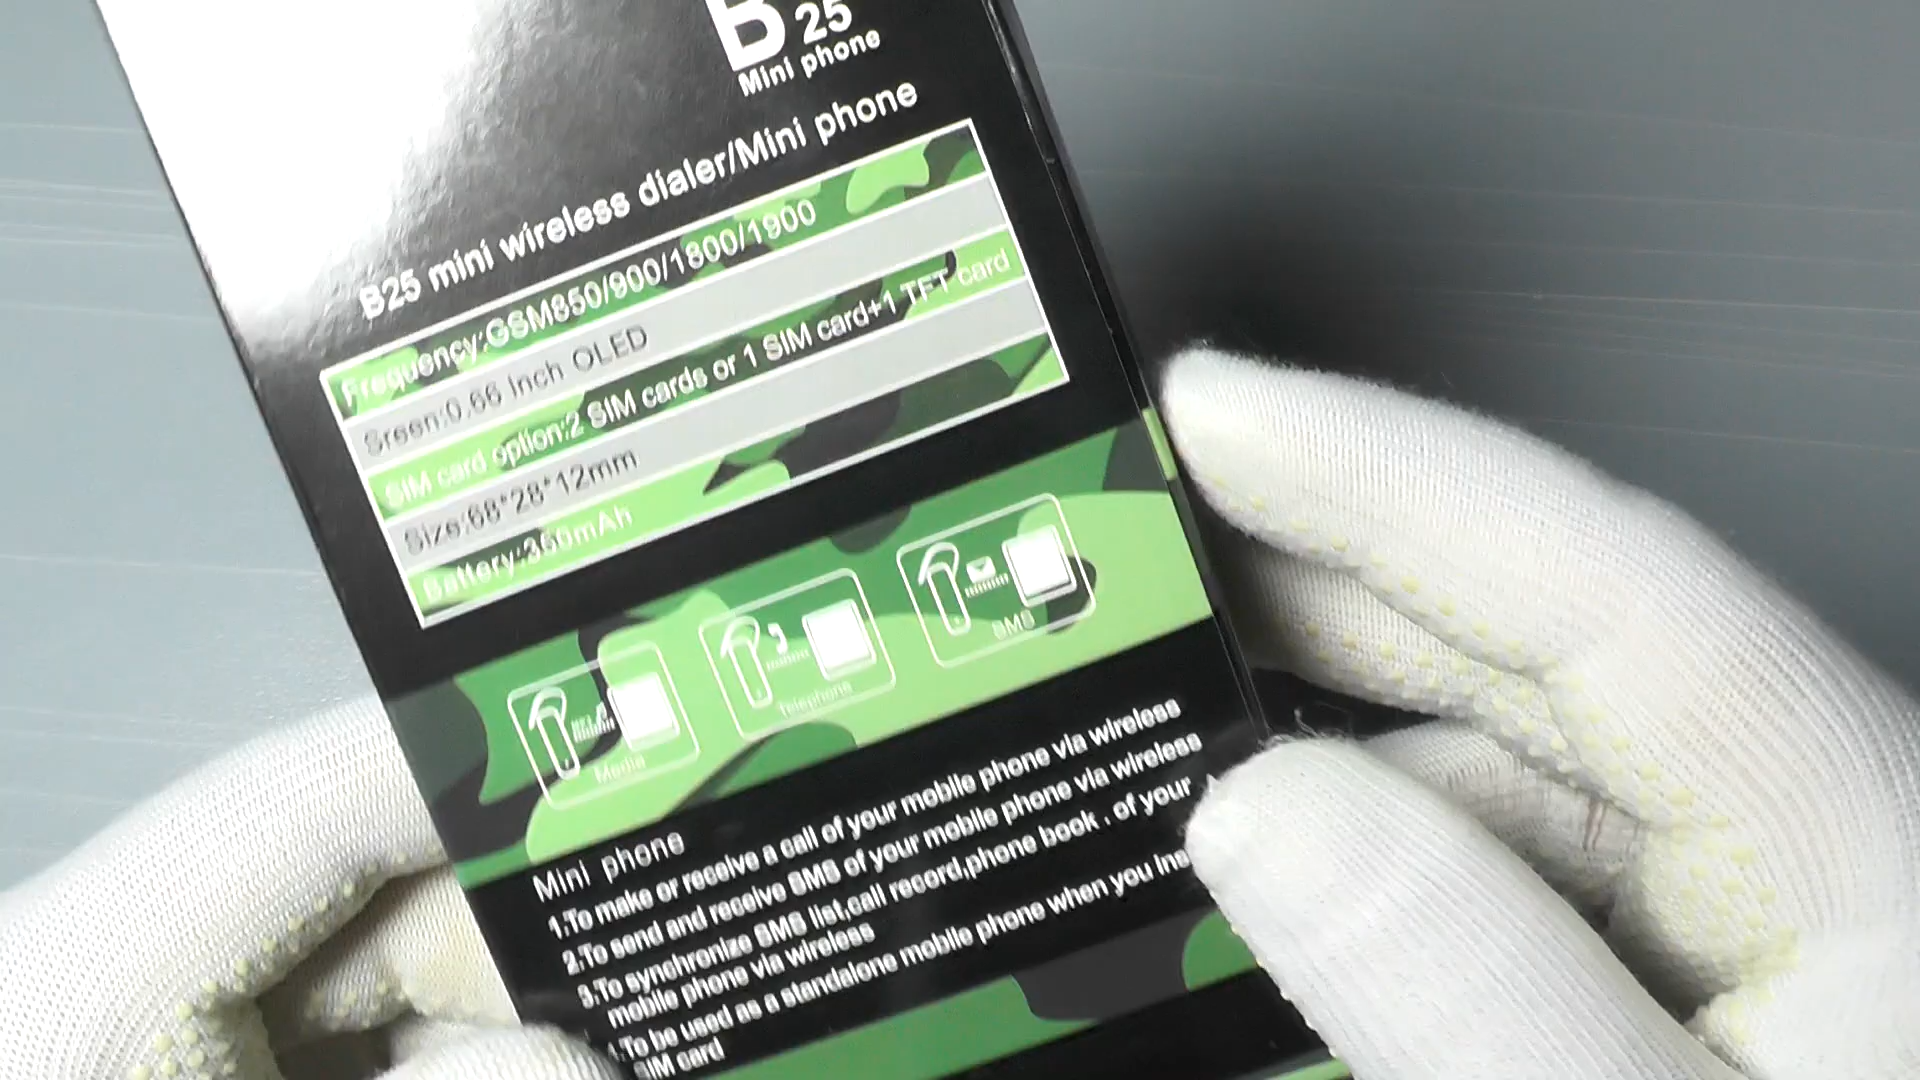 B25
Mini phone
B25 mini wireless dialer/Mini phone
Frequency:GSM850/900/1800/1900
Sreen:0.66 Inch OLED
SIM card option:2 SIM cards or 1 SIM card+1 TFT card
Size:68*28*12mm
Battery:350mAh
SMS
Telephone
Media
Mini phone
1.To make or receive a call of your mobile phone via wireless
2.To send and receive SMS of your mobile phone via wireless
3.To synchronize SMS list,call record,phone book , of your
mobile phone via wireless
.To be used as a standalone mobile phone when you ins
SIM card